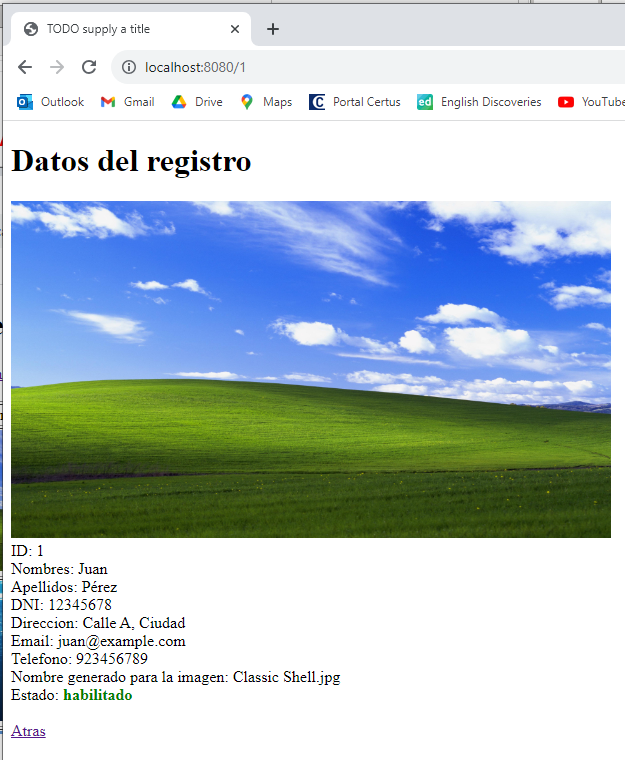 TODO supply a title
localhost:8080/1
Outlook Gmail Drive Maps Portal Certus ed English Discoveries YouTube
Datos del registro
ID: 1
Nombres: Juan
Apellidos: Pérez
DNI: 12345678
Direccion: Calle A, Ciudad
Email: juan@example.com
Telefono: 923456789
Nombre generado para la imagen: Classic Shell.jpg
Estado: habilitado
Atras